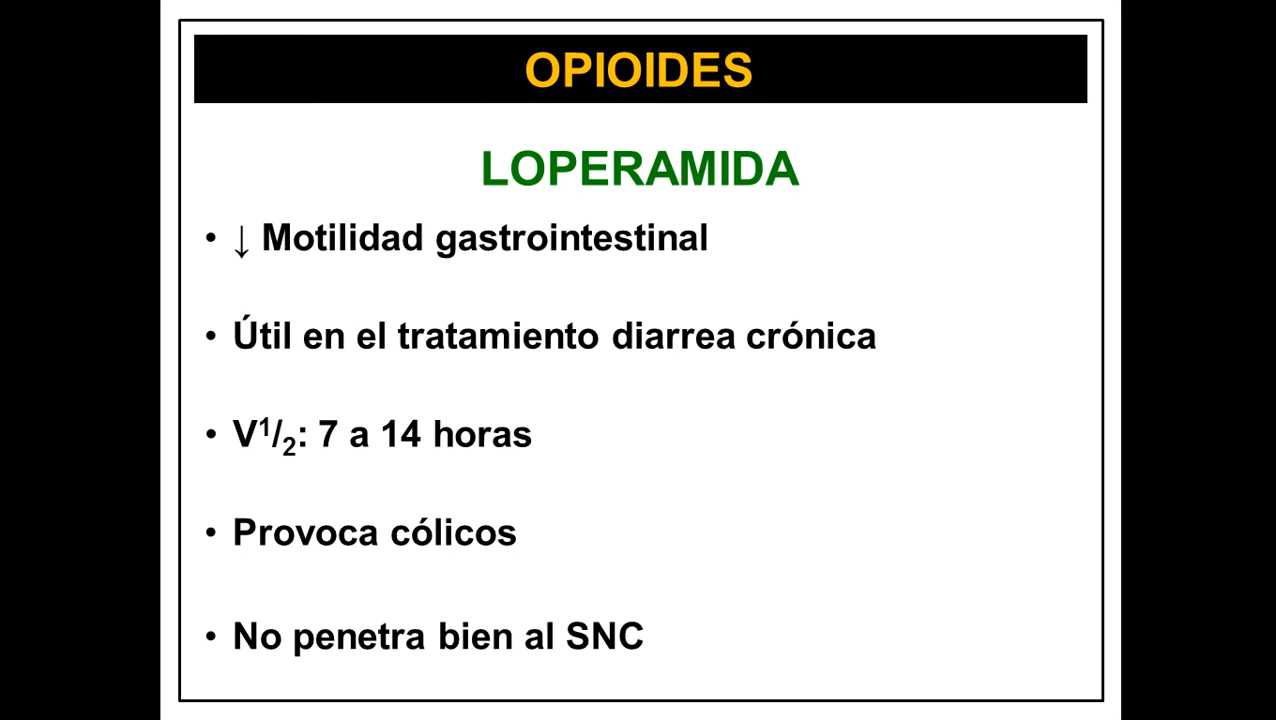 OPIOIDES
LOPERAMIDA
• ↓ Motilidad gastrointestinal
• Útil en el tratamiento diarrea crónica
• V¹/₂: 7 a 14 horas
• Provoca cólicos
• No penetra bien al SNC